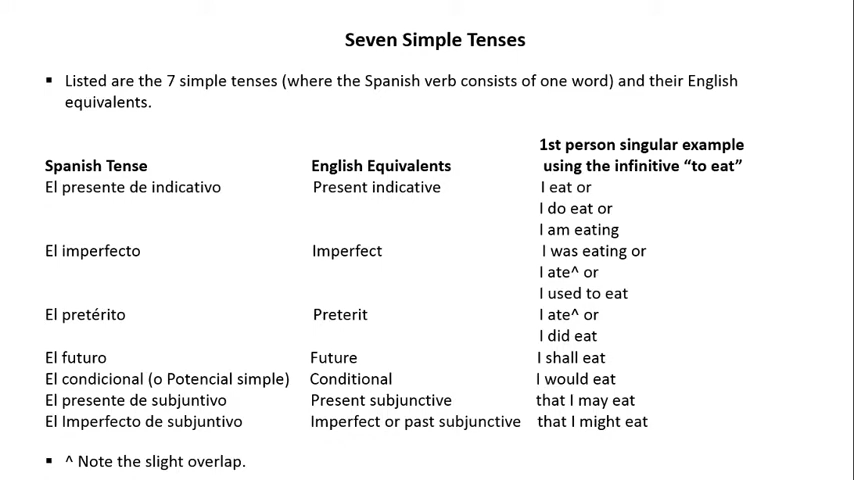 Seven Simple Tenses
▪ Listed are the 7 simple tenses (where the Spanish verb consists of one word) and their English
equivalents.
1st person singular example
Spanish Tense English Equivalents using the infinitive “to eat”
El presente de indicativo Present indicative I eat or
I do eat or
I am eating
El imperfecto Imperfect I was eating or
I ate^ or
I used to eat
El pretérito Preterit I ate^ or
I did eat
El futuro Future I shall eat
El condicional (o Potencial simple) Conditional I would eat
El presente de subjuntivo Present subjunctive that I may eat
El Imperfecto de subjuntivo Imperfect or past subjunctive that I might eat
▪ ^ Note the slight overlap.